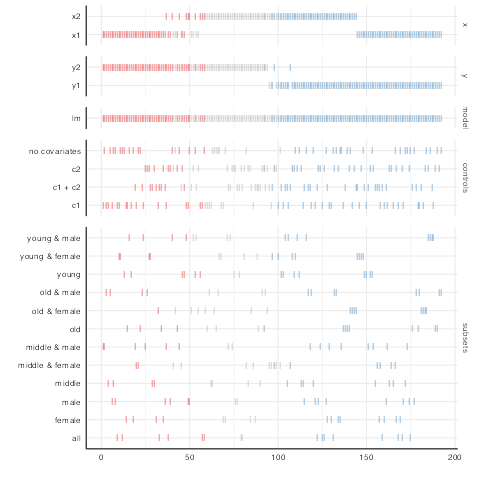 x2
x1
x
y2
y1
y
lm
model
no covariates
c2
c1 + c2
c1
controls
young & male
young & female
young
old & male
old & female
old
middle & male
middle & female
middle
male
female
all
subsets
0 50 100 150 200